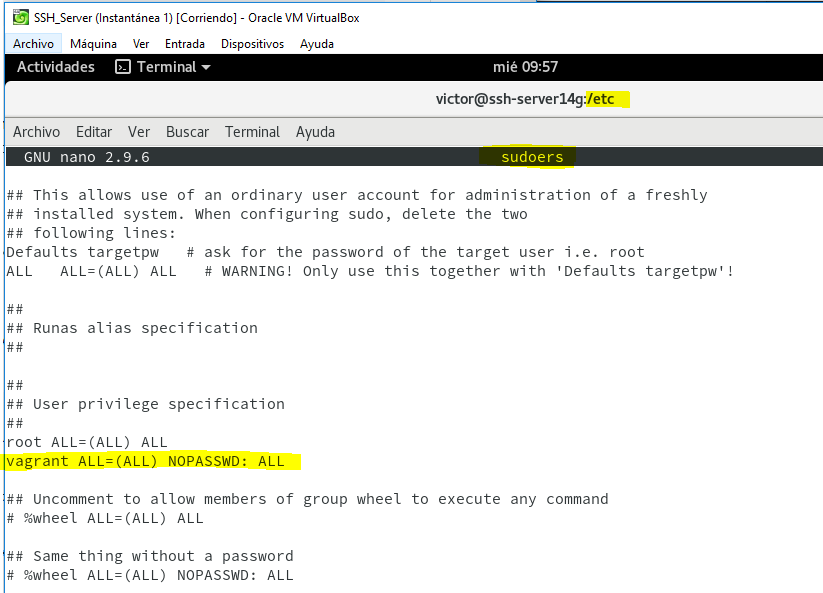 SSH_Server (Instantánea 1) [Corriendo] - Oracle VM VirtualBox
Archivo Máquina Ver Entrada Dispositivos Ayuda
Actividades Terminal mié 09:57
victor@ssh-server14g:/etc
Archivo Editar Ver Buscar Terminal Ayuda
GNU nano 2.9.6 sudoers
## This allows use of an ordinary user account for administration of a freshly
## installed system. When configuring sudo, delete the two
## following lines:
Defaults targetpw   # ask for the password of the target user i.e. root
ALL   ALL=(ALL) ALL   # WARNING! Only use this together with 'Defaults targetpw'!
##
## Runas alias specification
##
##
## User privilege specification
##
root ALL=(ALL) ALL
vagrant ALL=(ALL) NOPASSWD: ALL
## Uncomment to allow members of group wheel to execute any command
# %wheel ALL=(ALL) ALL
## Same thing without a password
# %wheel ALL=(ALL) NOPASSWD: ALL